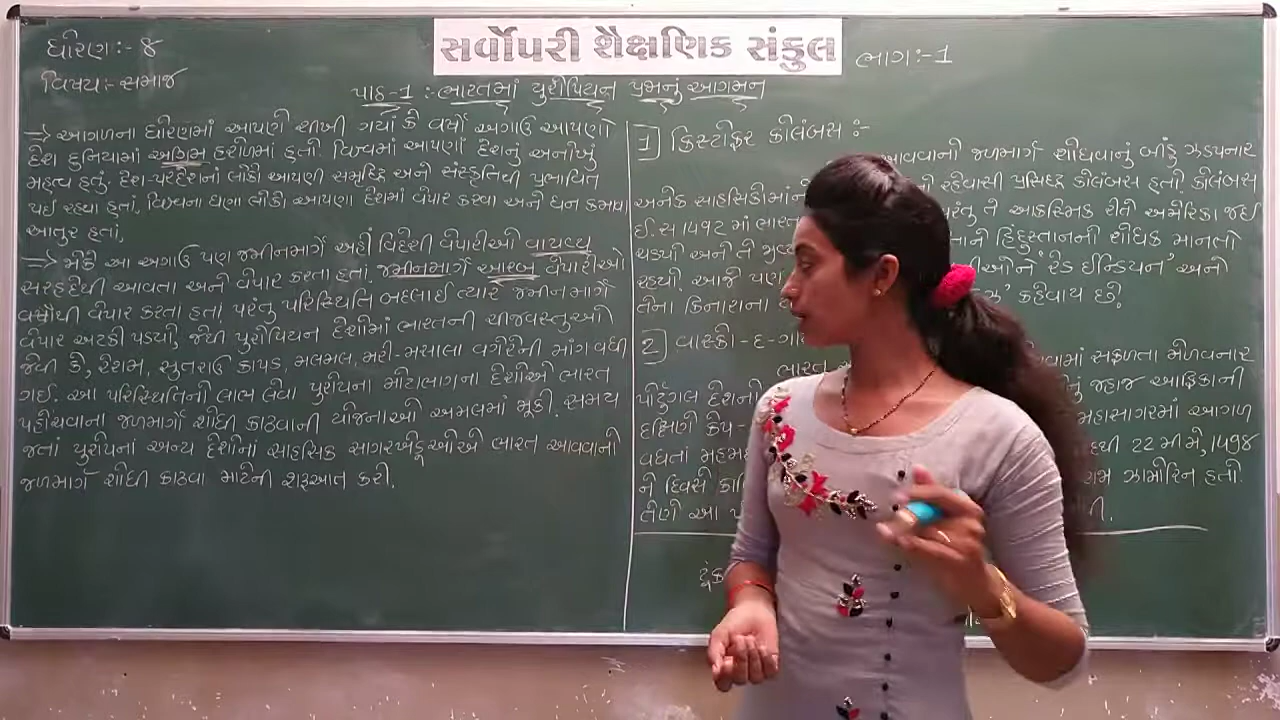 ધોરણ:- ૪
વિષય:- સમાજ
સર્વોપરી શૈક્ષણિક સંકુલ
ભાગ:-1
પાઠ-1 :- ભારતમાં યુરોપિયન પ્રજાનું આગમન
=> આગળના ધોરણમાં આપણે શીખી ગયાં કે વર્ષો અગાઉ આપણો
દેશ દુનિયામાં અગ્રિમ હરોળમાં હતો. વિશ્વમાં આપણા દેશનું અનોખું
મહત્વ હતું. દેશ-પરદેશનાં લોકો આપણી સમૃદ્ધિ અને સંસ્કૃતિથી પ્રભાવિત
થઈ રહ્યા હતાં. વિશ્વના ઘણા લોકો આપણા દેશમાં વેપાર કરવા અને ધન કમાવા
આતુર હતાં.
=> જોકે આ અગાઉ પણ જમીનમાર્ગે અહીં વિદેશી વેપારીઓ વાયવ્ય
સરહદેથી આવતા અને વેપાર કરતા હતાં. જમીનમાર્ગે આરબ વેપારીઓ
વર્ષોથી વેપાર કરતા હતાં પરંતુ પરિસ્થિતિ બદલાઈ ત્યારે જમીનમાર્ગે
વેપાર અટકી પડયો, જેથી યુરોપિયન દેશોમાં ભારતની ચીજવસ્તુઓ
જેવી કે, રેશમ, સુતરાઉ કાપડ, મલમલ, મરી-મસાલા વગેરેની માંગ વધી
ગઈ. આ પરિસ્થિતિનો લાભ લેવા યુરોપના મોટાભાગના દેશોએ ભારત
પહોંચવાના જળમાર્ગો શોધી કાઢવાની યોજનાઓ અમલમાં મૂકી. સમય
જતાં યુરોપનાં અન્ય દેશોનાં સાહસિક સાગરખેડૂઓએ ભારત આવવાનો
જળમાર્ગ શોધી કાઢવા માટેની શરૂઆત કરી.
1] ક્રિસ્ટોફર કોલંબસ :-
આવવાનો જળમાર્ગ શોધવાનું બીડું ઝડપનાર
અનેક સાહસિકોમાંનો રહેવાસી પ્રસિદ્ધ કોલંબસ હતો. કોલંબસ
ઈ.સ 1492 માં ભારત પરંતુ તે આકસ્મિક રીતે અમેરિકા જઈ
ચડયો અને તે હિંદુસ્તાનની શોધક માનતો
રહ્યો. આજે પણ 'રેડ ઈન્ડિયન' અને
તેના કિનારાના કહેવાય છે.
2] વાસ્કો-દ-ગા
ભારત સફળતા મેળવનાર
પોર્ટુગલ દેશનો જહાજ આફ્રિકાની
દક્ષિણે કેપ- મહાસાગરમાં આગળ
વધતાં 22 મી મે, 1498
ને દિવસે ઝામોરિન હતો.
તેણે આ